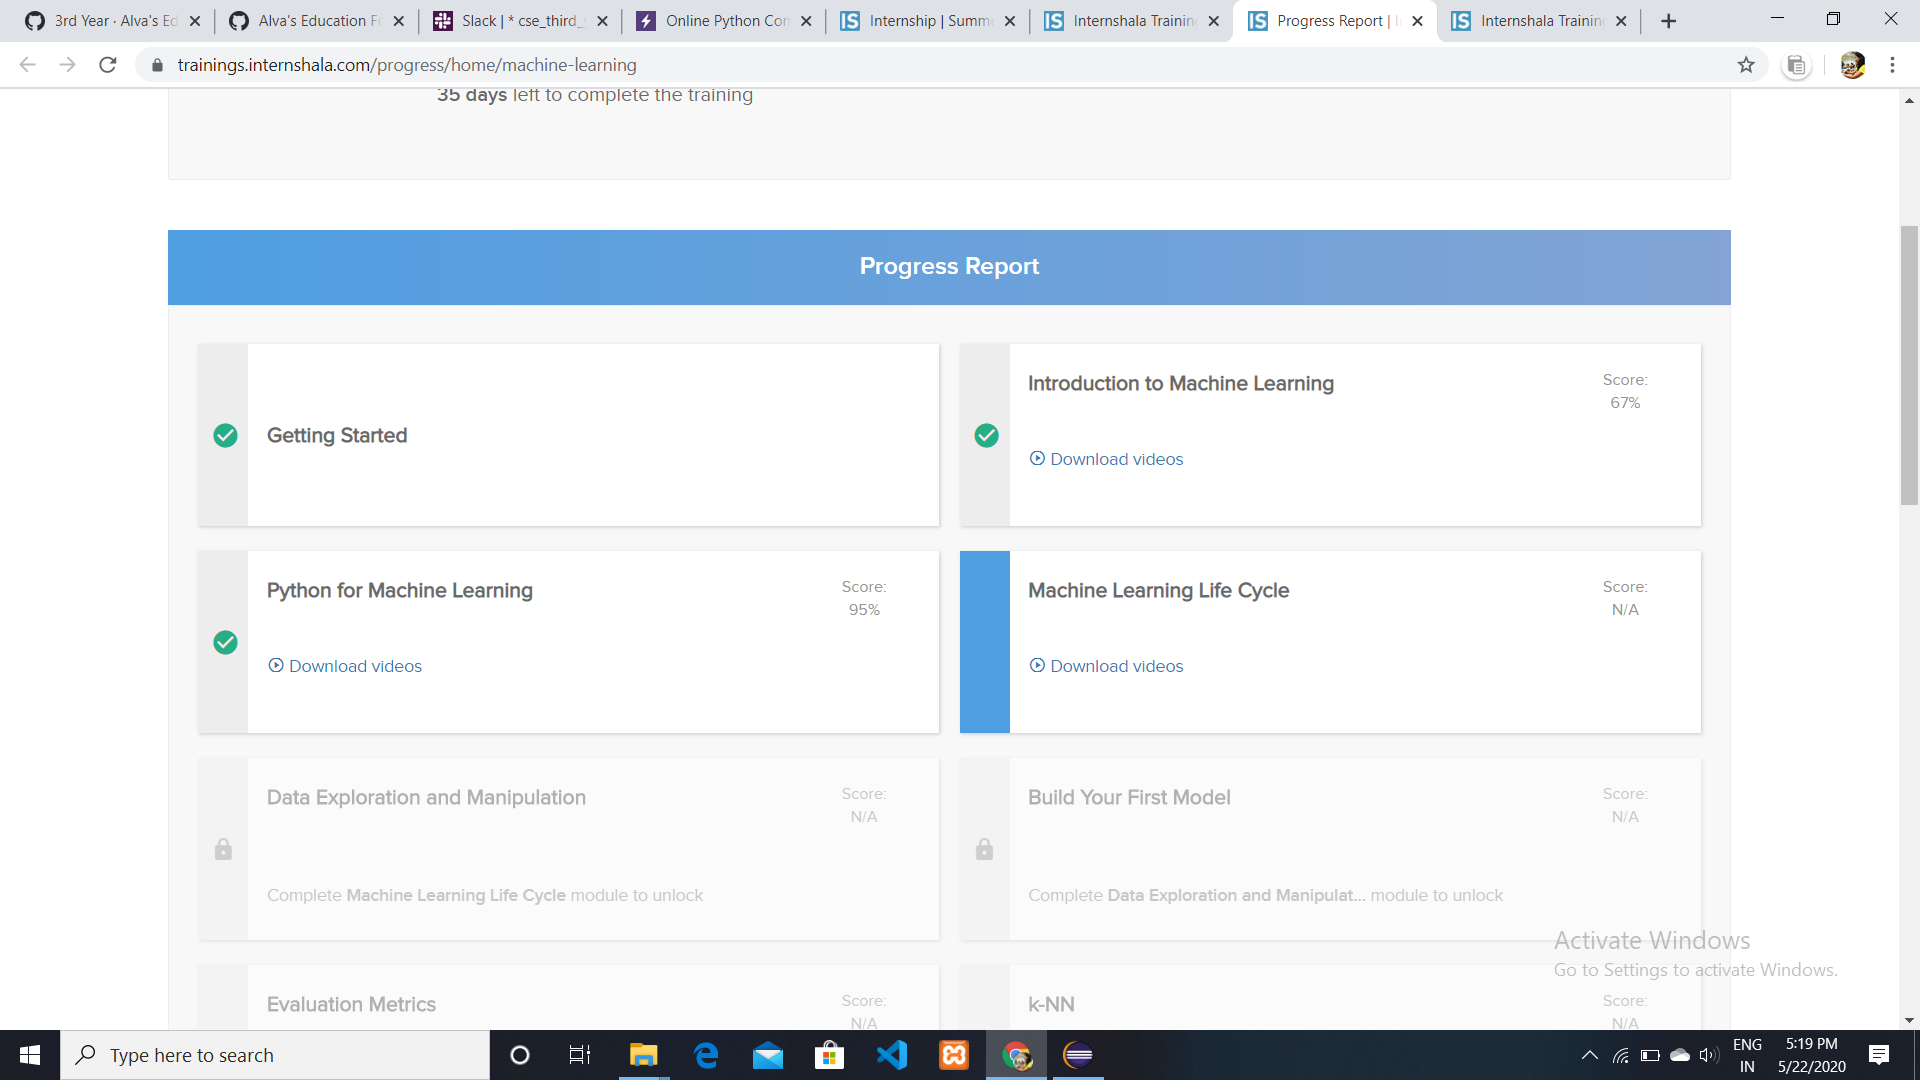 3rd Year · Alva's Ed
Alva's Education Fo
Slack | * cse_third_
Online Python Com
Internship | Summe
Internshala Training
Progress Report | I
Internshala Training
trainings.internshala.com/progress/home/machine-learning
35 days left to complete the training
Progress Report
Getting Started
Introduction to Machine Learning
Score:
67%
Download videos
Python for Machine Learning
Score:
95%
Download videos
Machine Learning Life Cycle
Score:
N/A
Download videos
Data Exploration and Manipulation
Score:
N/A
Complete Machine Learning Life Cycle module to unlock
Build Your First Model
Score:
N/A
Complete Data Exploration and Manipulat... module to unlock
Activate Windows
Go to Settings to activate Windows.
Evaluation Metrics
Score:
N/A
k-NN
Score:
N/A
Type here to search
ENG
IN
5:19 PM
5/22/2020